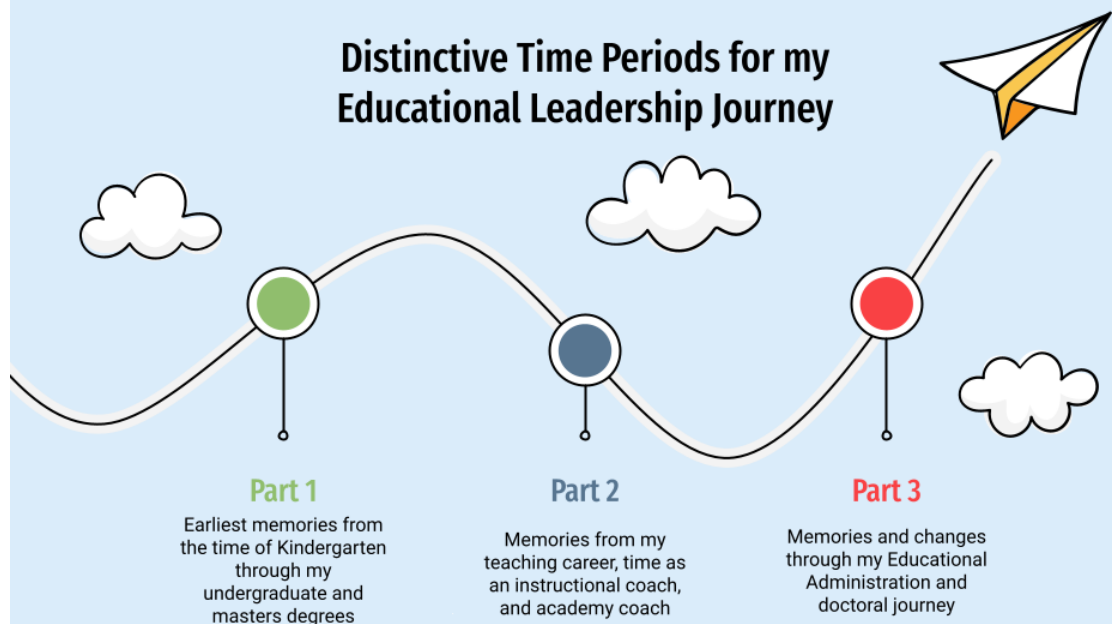 Distinctive Time Periods for my
Educational Leadership Journey
Part 1
Earliest memories from
the time of Kindergarten
through my
undergraduate and
masters degrees
Part 2
Memories from my
teaching career, time as
an instructional coach,
and academy coach
Part 3
Memories and changes
through my Educational
Administration and
doctoral journey